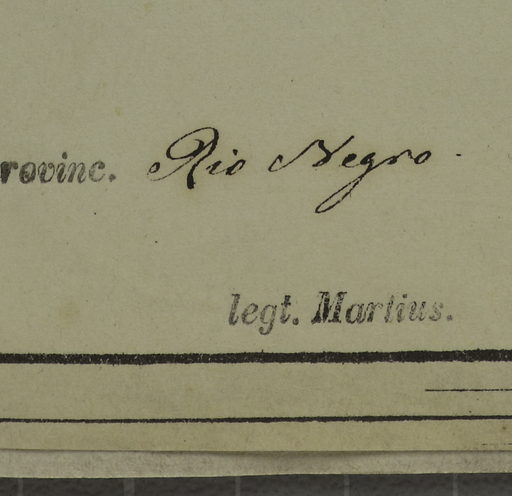 rovinc. Rio Negro.
legt. Martius.